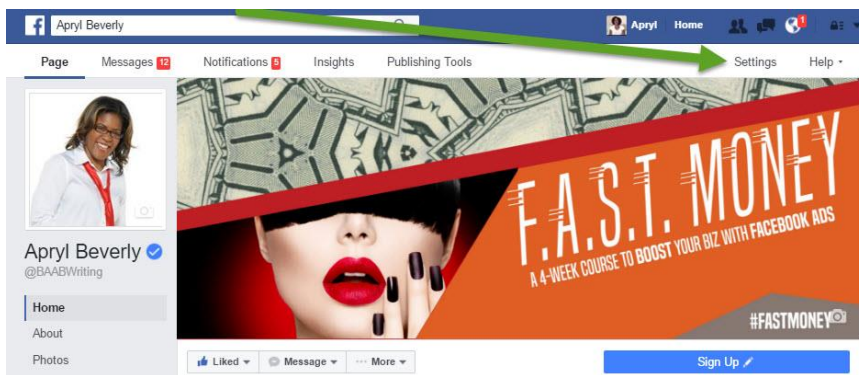 Apryl Beverly
Apryl Home 1
Page Messages 12 Notifications 5 Insights Publishing Tools Settings Help
F.A.S.T. MONEY
A 4-WEEK COURSE TO BOOST YOUR BIZ WITH FACEBOOK ADS
#FASTMONEY
Apryl Beverly
@BAABWriting
Home
About
Photos
Liked Message More Sign Up